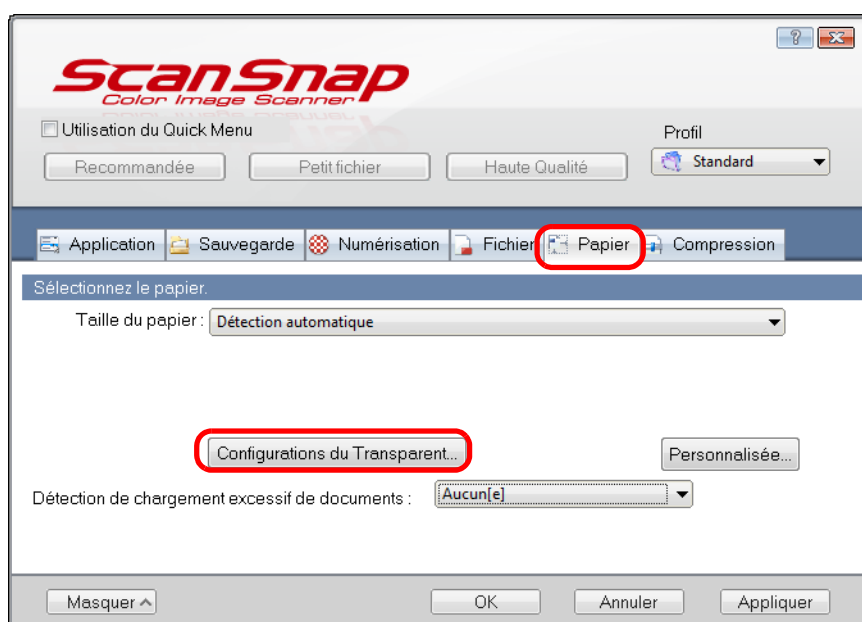 ScanSnap
Color Image Scanner
Utilisation du Quick Menu
Profil
Recommandée
Petit fichier
Haute Qualité
Standard
Application
Sauvegarde
Numérisation
Fichier
Papier
Compression
Sélectionnez le papier.
Taille du papier :
Détection automatique
Configurations du Transparent...
Personnalisée...
Détection de chargement excessif de documents :
Aucun[e]
Masquer
OK
Annuler
Appliquer